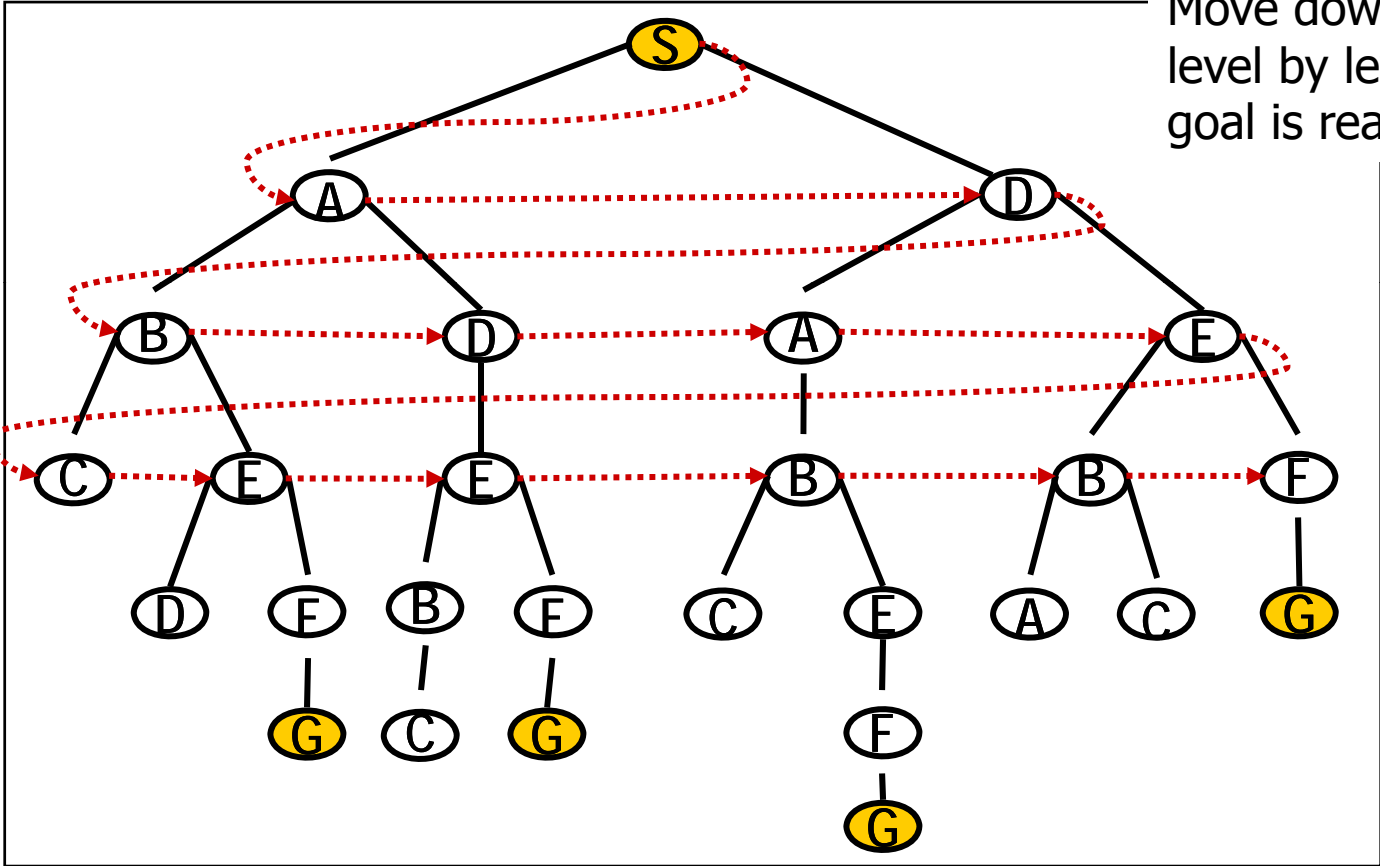 Move dow
level by le
goal is rea
S
A D
B D A E
C E E B B F
D F B F C E A C G
G C G F
G